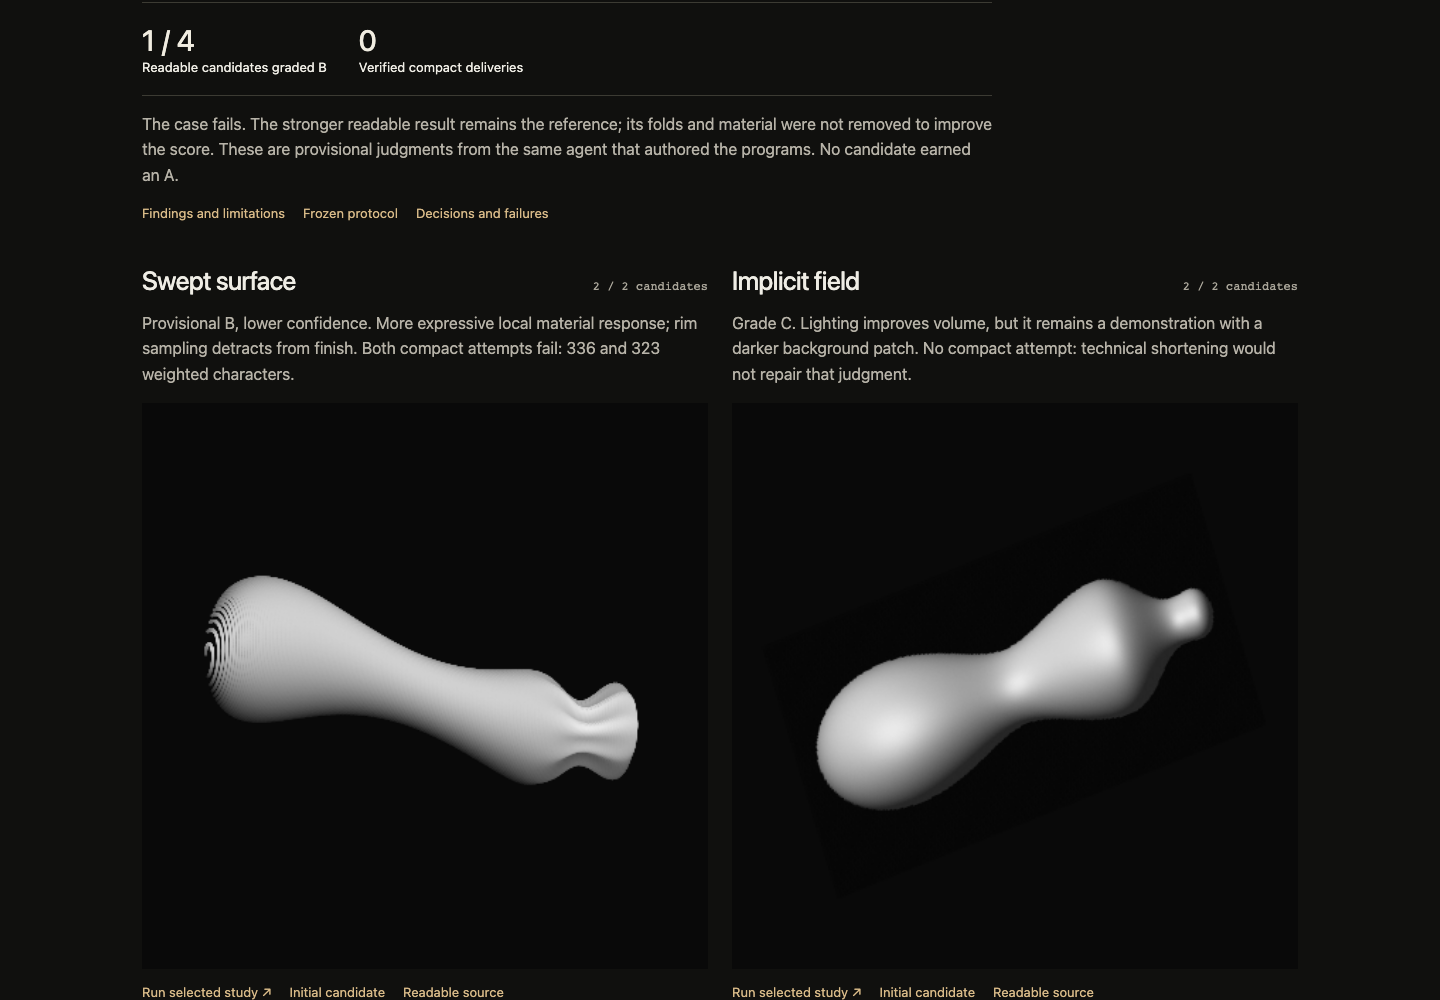 1 / 4
Readable candidates graded B
0
Verified compact deliveries
The case fails. The stronger readable result remains the reference; its folds and material were not removed to improve
the score. These are provisional judgments from the same agent that authored the programs. No candidate earned
an A.
Findings and limitations
Frozen protocol
Decisions and failures
Swept surface
2 / 2 candidates
Provisional B, lower confidence. More expressive local material response; rim
sampling detracts from finish. Both compact attempts fail: 336 and 323
weighted characters.
Run selected study ↗
Initial candidate
Readable source
Implicit field
2 / 2 candidates
Grade C. Lighting improves volume, but it remains a demonstration with a
darker background patch. No compact attempt: technical shortening would
not repair that judgment.
Run selected study ↗
Initial candidate
Readable source